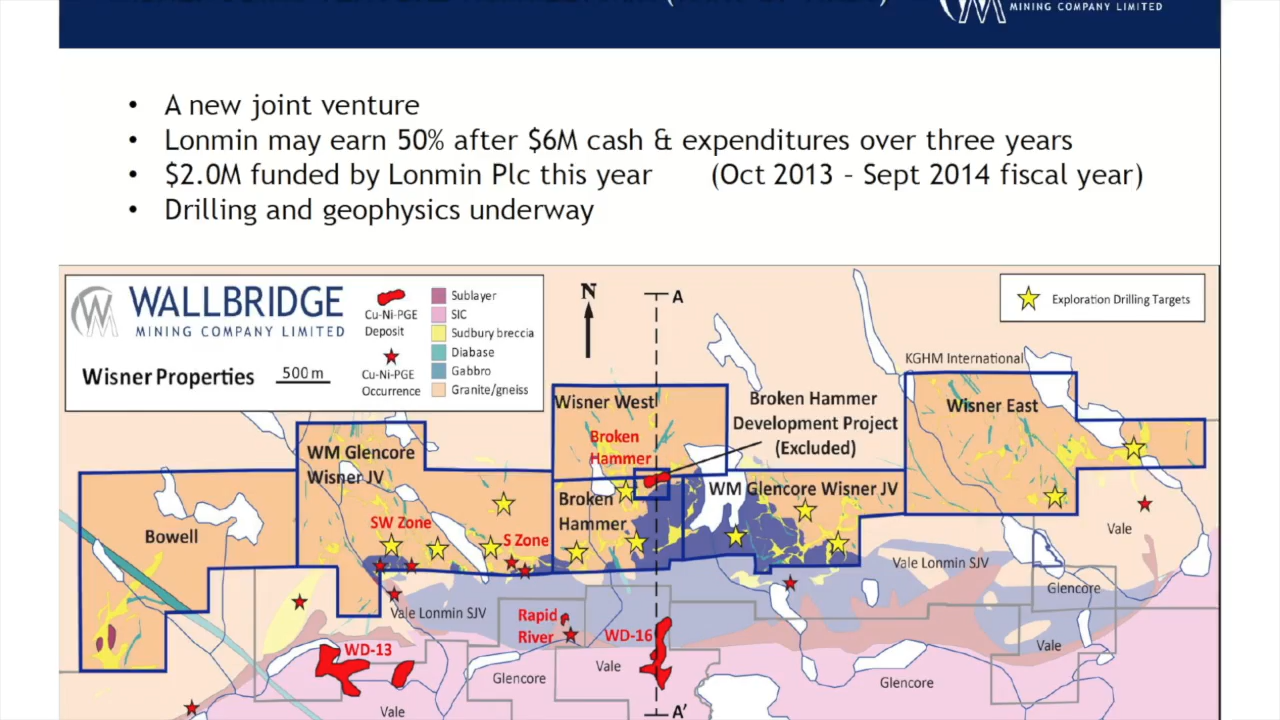 MINING COMPANY LIMITED
• A new joint venture
• Lonmin may earn 50% after $6M cash & expenditures over three years
• $2.0M funded by Lonmin Plc this year (Oct 2013 – Sept 2014 fiscal year)
• Drilling and geophysics underway
WALLBRIDGE
MINING COMPANY LIMITED
Wisner Properties
500 m
Cu-Ni-PGE
Deposit
Cu-Ni-PGE
Occurrence
Sublayer
SIC
Sudbury breccia
Diabase
Gabbro
Granite/gneiss
N
A
Exploration Drilling Targets
KGHM International
Wisner West
Broken Hammer
Development Project
(Excluded)
Wisner East
Broken
Hammer
WM Glencore
Wisner JV
Broken
Hammer
WM Glencore Wisner JV
Bowell
SW Zone
S Zone
Vale
Vale Lonmin SJV
Glencore
Vale Lonmin SJV
Rapid
River
WD-16
WD-13
Vale
Vale
Glencore
Glencore
Vale
A'